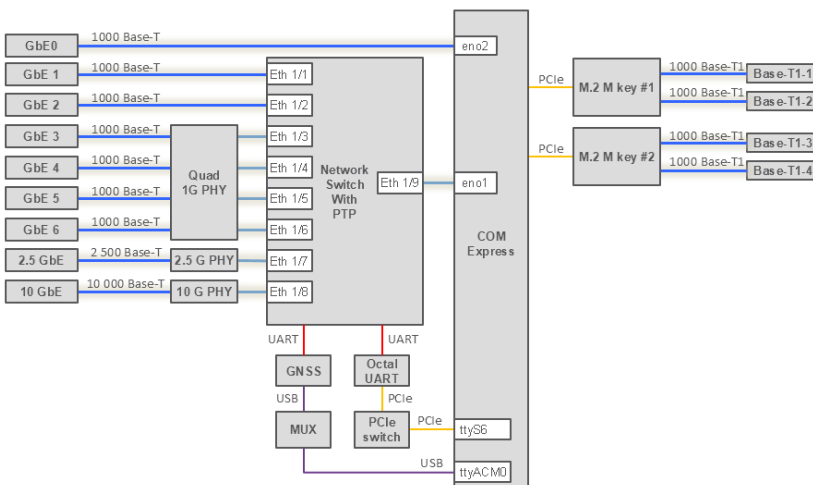 GbE0
1000 Base-T
eno2
GbE 1
1000 Base-T
Eth 1/1
GbE 2
1000 Base-T
Eth 1/2
GbE 3
1000 Base-T
Eth 1/3
GbE 4
1000 Base-T
Eth 1/4
GbE 5
1000 Base-T
Eth 1/5
GbE 6
1000 Base-T
Eth 1/6
Quad
1G PHY
2.5 GbE
2 500 Base-T
2.5 G PHY
Eth 1/7
10 GbE
10 000 Base-T
10 G PHY
Eth 1/8
Network
Switch
With
PTP
Eth 1/9
eno1
COM
Express
PCIe
M.2 M key #1
1000 Base-T1
Base-T1-1
1000 Base-T1
Base-T1-2
PCIe
M.2 M key #2
1000 Base-T1
Base-T1-3
1000 Base-T1
Base-T1-4
UART
UART
GNSS
Octal
UART
USB
PCIe
MUX
PCIe
switch
PCIe
ttyS6
USB
ttyACM0